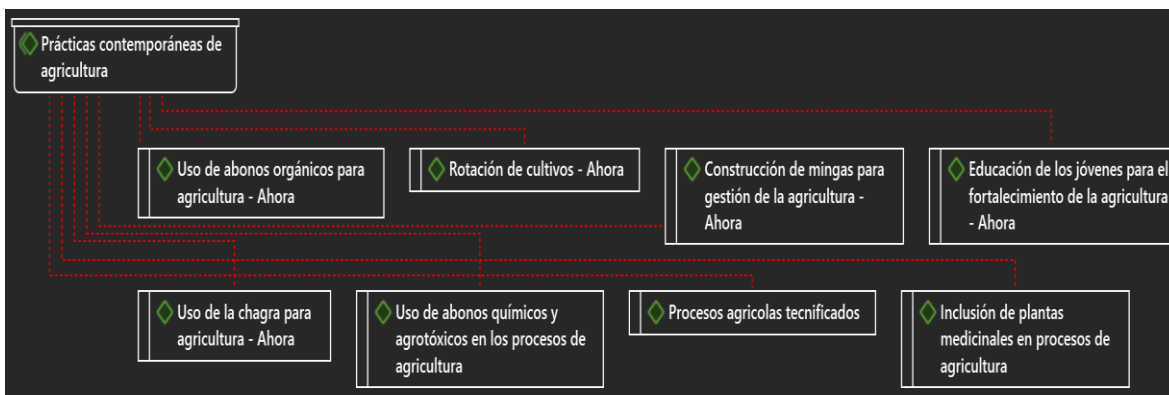 Prácticas contemporáneas de
agricultura
Uso de abonos orgánicos para
agricultura - Ahora
Rotación de cultivos - Ahora
Construcción de mingas para
gestión de la agricultura -
Ahora
Educación de los jóvenes para el
fortalecimiento de la agricultura
- Ahora
Uso de la chagra para
agricultura - Ahora
Uso de abonos químicos y
agrotóxicos en los procesos de
agricultura
Procesos agricolas tecnificados
Inclusión de plantas
medicinales en procesos de
agricultura